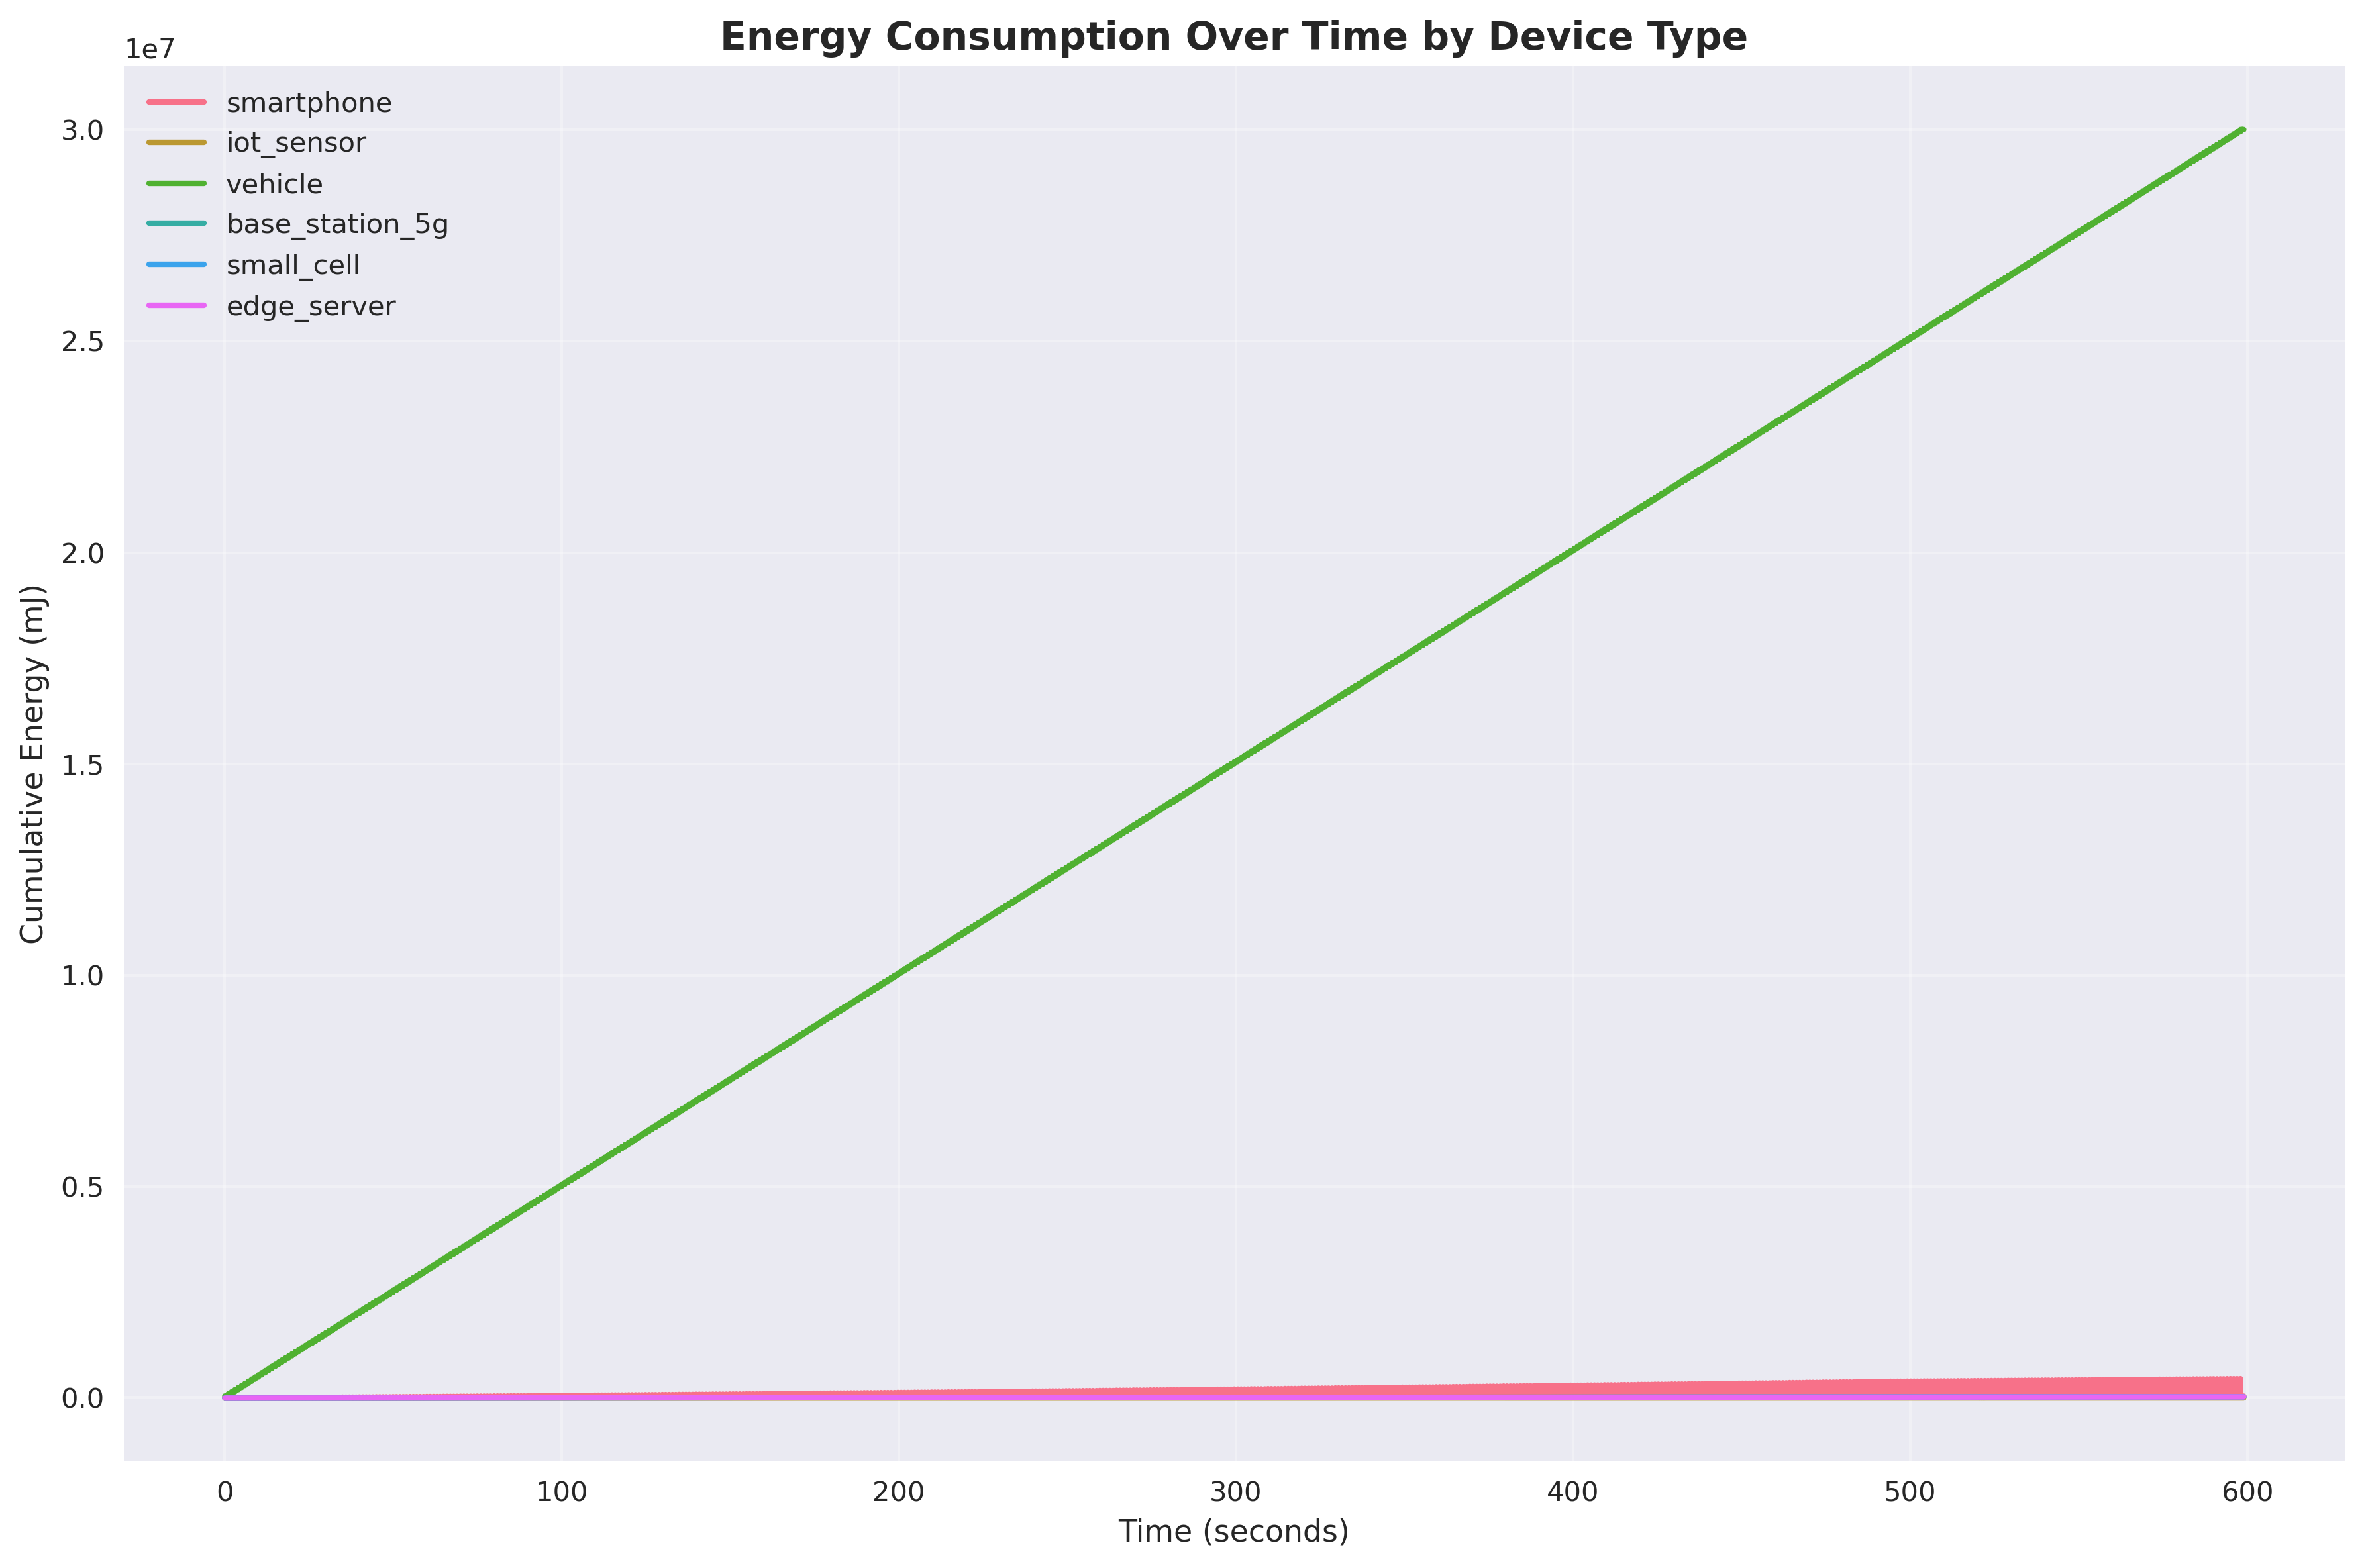 Energy Consumption Over Time by Device Type
1e7
smartphone
iot_sensor
vehicle
base_station_5g
small_cell
edge_server
3.0
2.5
2.0
1.5
1.0
0.5
0.0
Cumulative Energy (mJ)
0 100 200 300 400 500 600
Time (seconds)